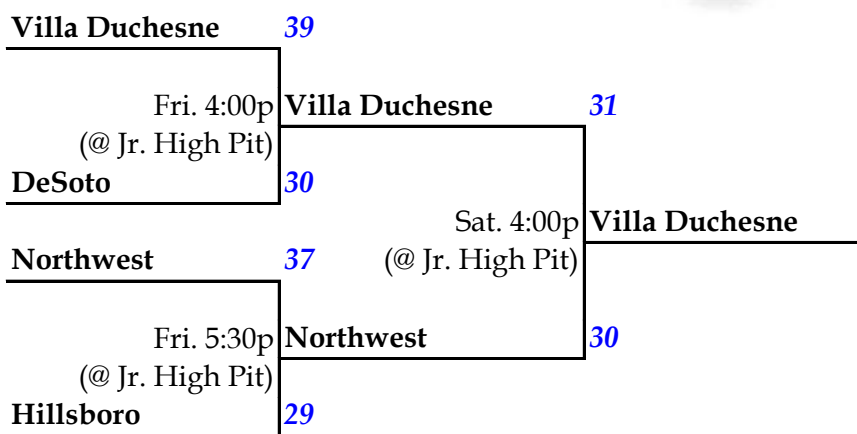 Villa Duchesne 39
Fri. 4:00p Villa Duchesne 31
(@ Jr. High Pit)
DeSoto 30
Sat. 4:00p Villa Duchesne
Northwest 37 (@ Jr. High Pit)
Fri. 5:30p Northwest 30
(@ Jr. High Pit)
Hillsboro 29